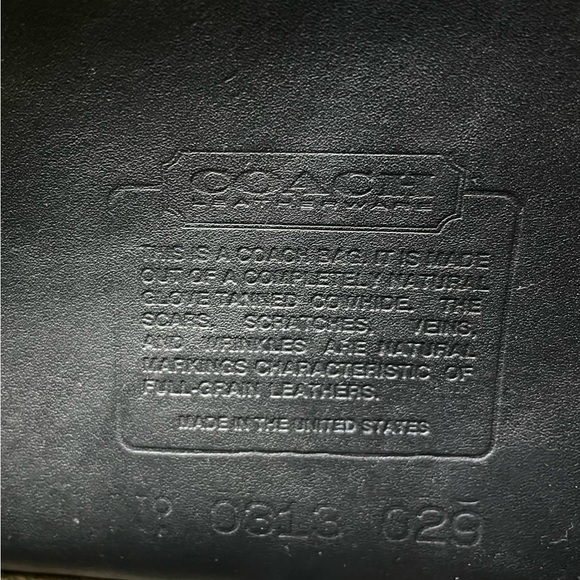 COACH
LEATHERWARE
THIS IS A COACH BAG. IT IS MADE
OUT OF A COMPLETELY NATURAL
GLOVE TANNED COWHIDE. THE
SCARS, SCRATCHES, VEINS,
AND WRINKLES ARE NATURAL
MARKINGS CHARACTERISTIC OF
FULL-GRAIN LEATHERS.
MADE IN THE UNITED STATES
0313 029